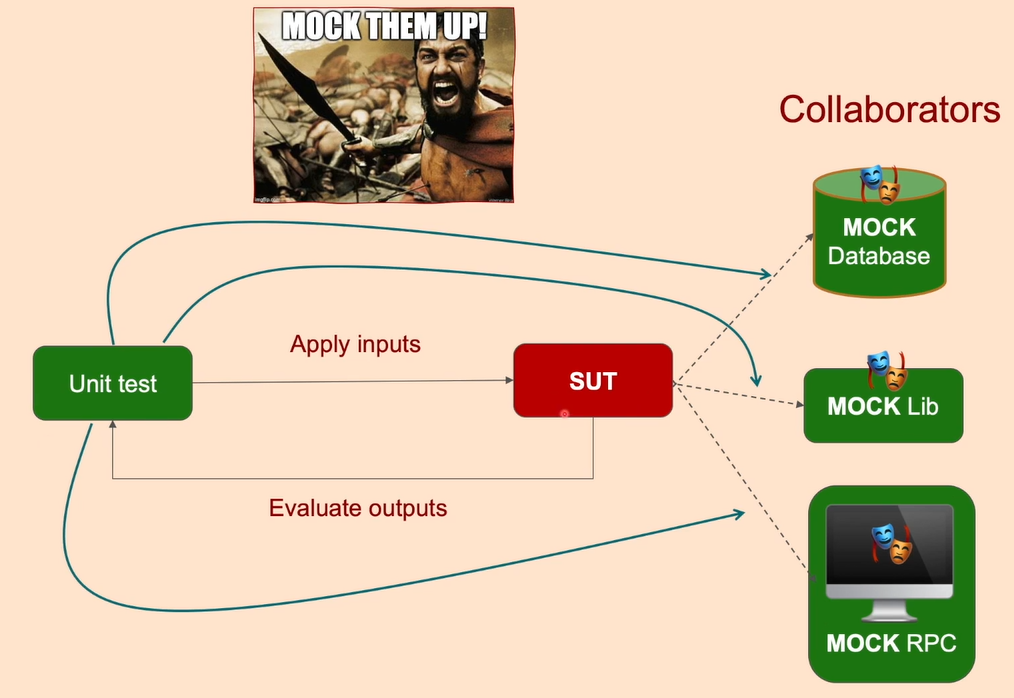 MOCK THEM UP!
Collaborators
MOCK
Database
Apply inputs
Unit test
SUT
MOCK Lib
Evaluate outputs
MOCK RPC